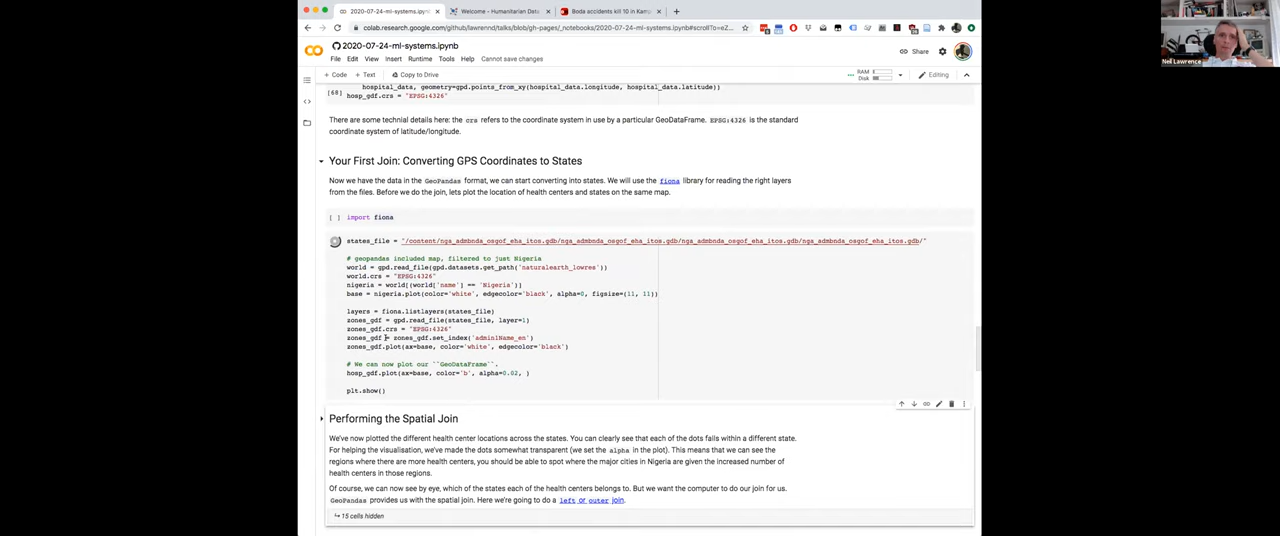 2020-07-24-ml-systems.ipynb
Welcome - Humanitarian Data
Boda accidents kill 10 in Kam
colab.research.google.com/github/lawrennd/talks/blob/gh-pages/_notebooks/2020-07-24-ml-systems.ipynb#scrollTo=eZ...
2020-07-24-ml-systems.ipynb
Share
File Edit View Insert Runtime Tools Help Cannot save changes
+ Code + Text Copy to Drive
RAM
Disk
Editing
hospital_data, geometry=gpd.points_from_xy(hospital_data.longitude, hospital_data.latitude))
[68] hosp_gdf.crs = "EPSG:4326"
There are some technial details here: the crs refers to the coordinate system in use by a particular GeoDataFrame. EPSG:4326 is the standard
coordinate system of latitude/longitude.
Your First Join: Converting GPS Coordinates to States
Now we have the data in the GeoPandas format, we can start converting into states. We will use the fiona library for reading the right layers
from the files. Before we do the join, lets plot the location of health centers and states on the same map.
[ ] import fiona
states_file = "/content/nga_admbnda_osgof_eha_itos.gdb/nga_admbnda_osgof_eha_itos.gdb/nga_admbnda_osgof_eha_itos.gdb/nga_admbnda_osgof_eha_itos.gdb/"
# geopandas included map, filtered to just Nigeria
world = gpd.read_file(gpd.datasets.get_path('naturalearth_lowres'))
world.crs = "EPSG:4326"
nigeria = world[(world['name'] == 'Nigeria')]
base = nigeria.plot(color='white', edgecolor='black', alpha=0, figsize=(11, 11))
layers = fiona.listlayers(states_file)
zones_gdf = gpd.read_file(states_file, layer=1)
zones_gdf.crs = "EPSG:4326"
zones_gdf = zones_gdf.set_index('admin1Name_en')
zones_gdf.plot(ax=base, color='white', edgecolor='black')
# We can now plot our ``GeoDataFrame``.
hosp_gdf.plot(ax=base, color='b', alpha=0.02, )
plt.show()
Performing the Spatial Join
We've now plotted the different health center locations across the states. You can clearly see that each of the dots falls within a different state.
For helping the visualisation, we've made the dots somewhat transparent (we set the alpha in the plot). This means that we can see the
regions where there are more health centers, you should be able to spot where the major cities in Nigeria are given the increased number of
health centers in those regions.
Of course, we can now see by eye, which of the states each of the health centers belongs to. But we want the computer to do our join for us.
GeoPandas provides us with the spatial join. Here we're going to do a left or outer join.
15 cells hidden
Neil Lawrence